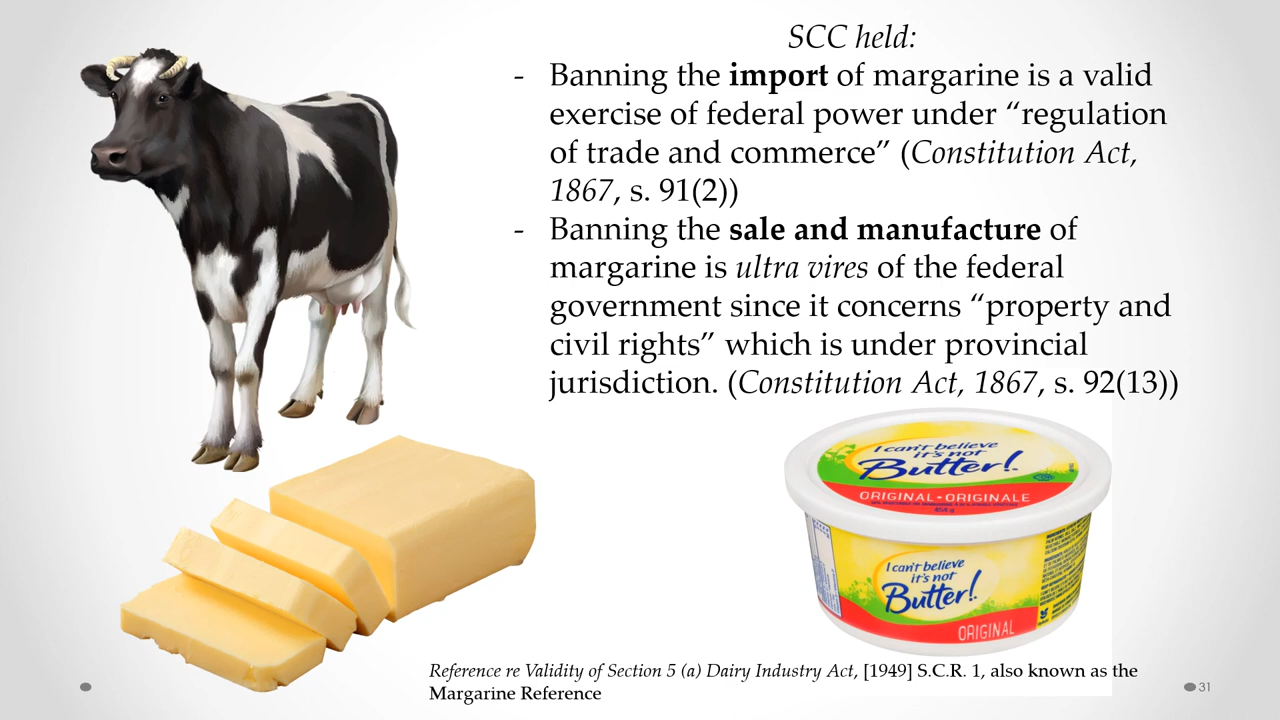 SCC held:
- Banning the import of margarine is a valid
exercise of federal power under “regulation
of trade and commerce” (Constitution Act,
1867, s. 91(2))
- Banning the sale and manufacture of
margarine is ultra vires of the federal
government since it concerns “property and
civil rights” which is under provincial
jurisdiction. (Constitution Act, 1867, s. 92(13))
I can't believe
it's not
Butter!
ORIGINAL • ORIGINALE
454 g
I can't believe
it's not
Butter!
ORIGINAL
Reference re Validity of Section 5 (a) Dairy Industry Act, [1949] S.C.R. 1, also known as the
Margarine Reference
31